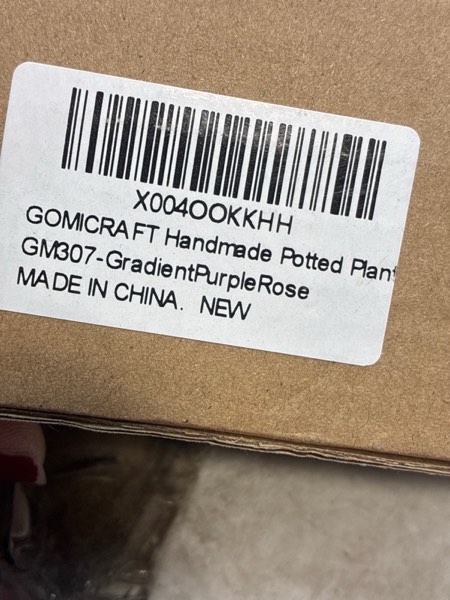 X004OOKKHH
GOMICRAFT Handmade Potted Plant
GM307-GradientPurpleRose
MADE IN CHINA. NEW